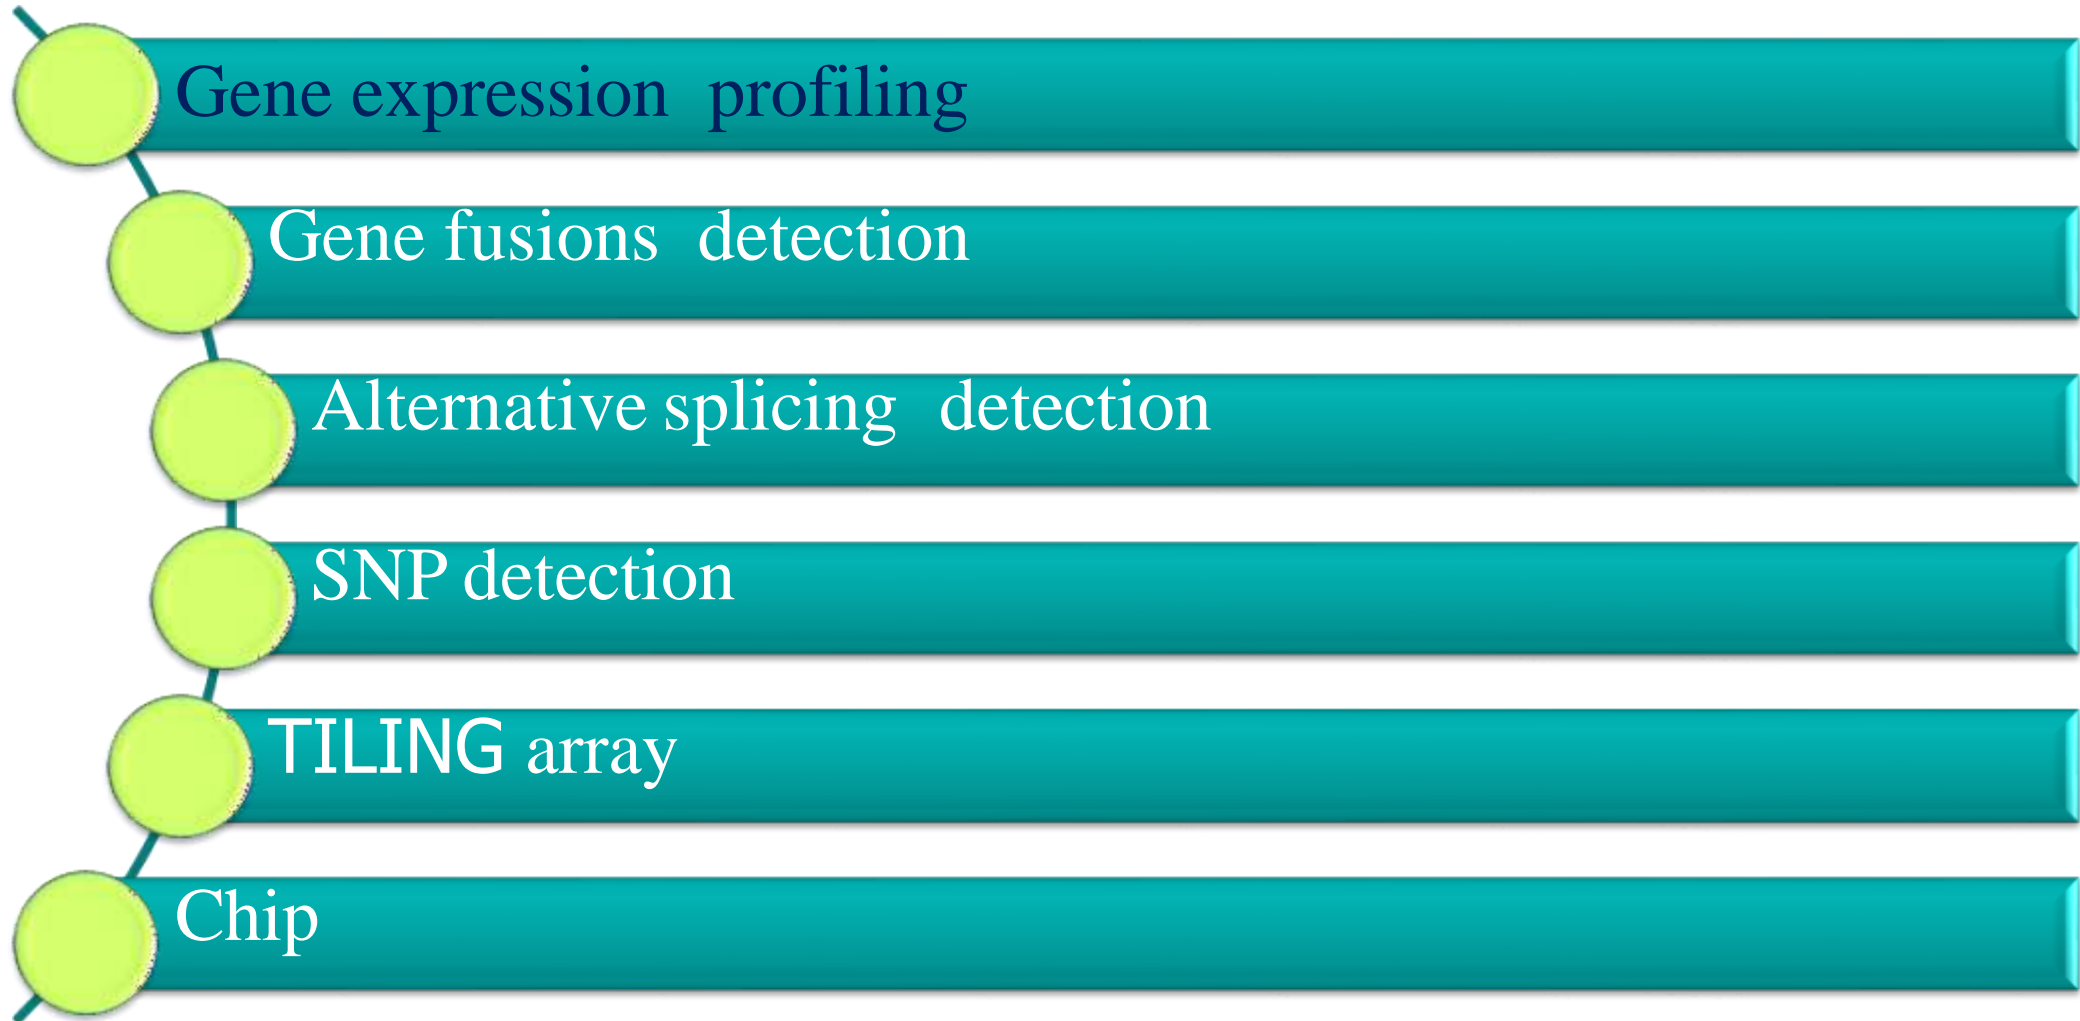 Gene expression profiling
Gene fusions detection
Alternative splicing detection
SNP detection
TILING array
Chip